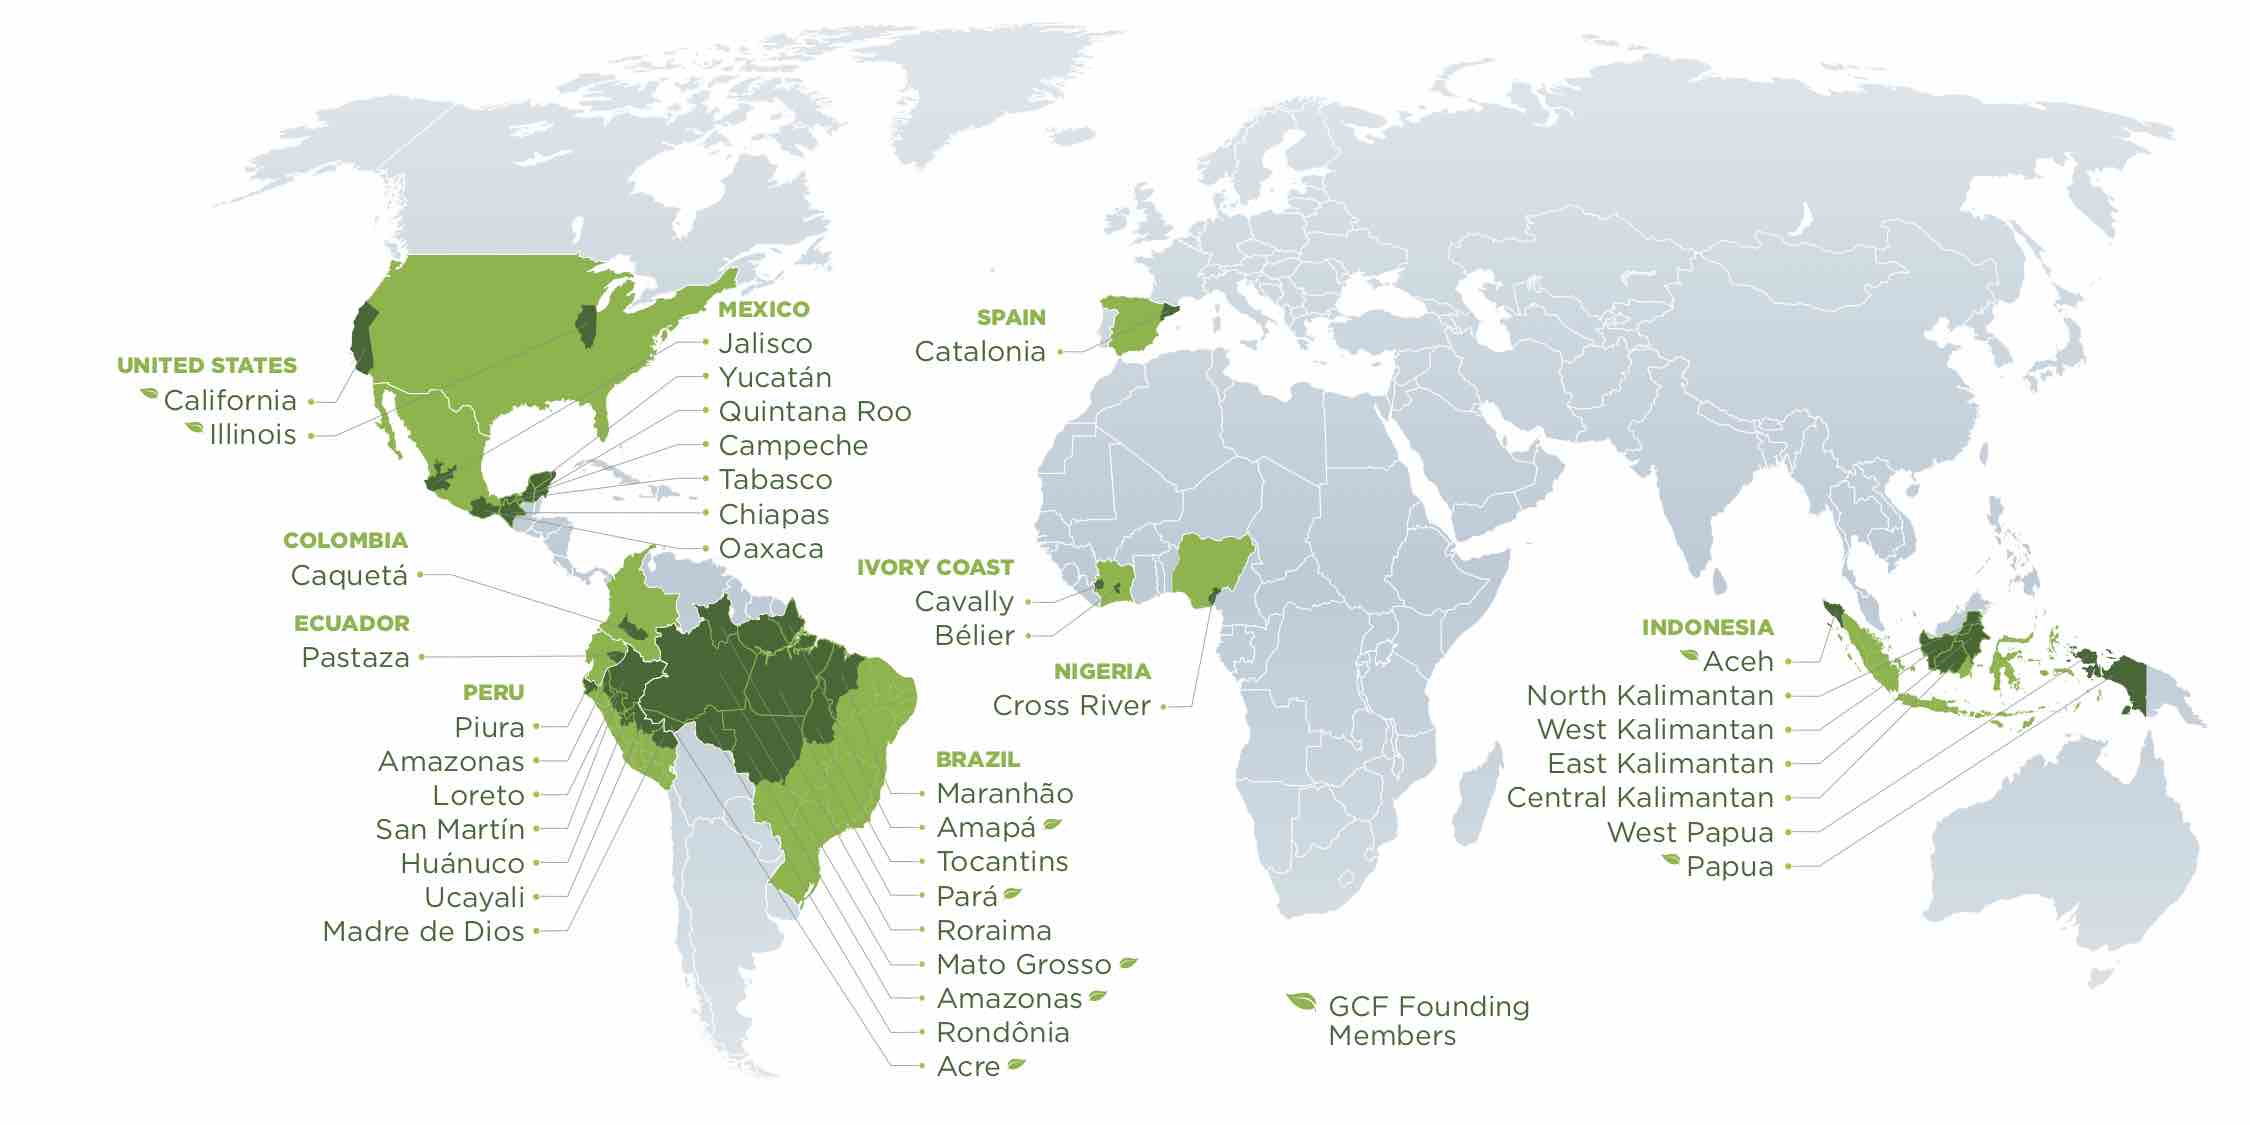 UNITED STATES
California
Illinois
MEXICO
Jalisco
Yucatán
Quintana Roo
Campeche
Tabasco
Chiapas
Oaxaca
COLOMBIA
Caquetá
ECUADOR
Pastaza
PERU
Piura
Amazonas
Loreto
San Martín
Huánuco
Ucayali
Madre de Dios
BRAZIL
Maranhão
Amapá
Tocantins
Pará
Roraima
Mato Grosso
Amazonas
Rondônia
Acre
SPAIN
Catalonia
IVORY COAST
Cavally
Bélier
NIGERIA
Cross River
INDONESIA
Aceh
North Kalimantan
West Kalimantan
East Kalimantan
Central Kalimantan
West Papua
Papua
GCF Founding
Members